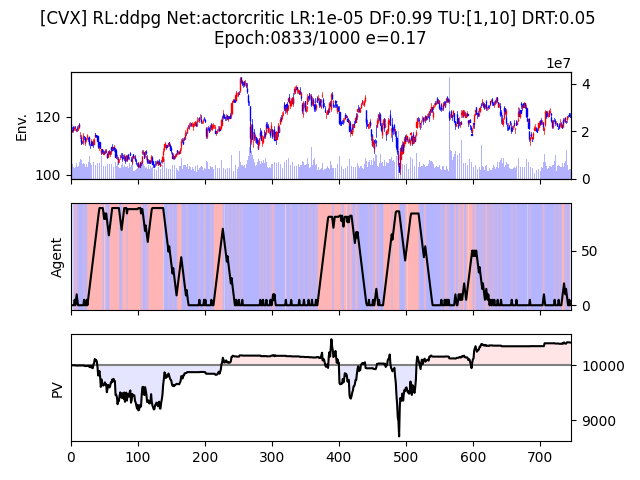 [CVX] RL:ddpg Net:actorcritic LR:1e-05 DF:0.99 TU:[1,10] DRT:0.05
Epoch:0833/1000 e=0.17
1e7
Env.
120
100
4
2
0
Agent
50
0
PV
10000
9000
0
100
200
300
400
500
600
700